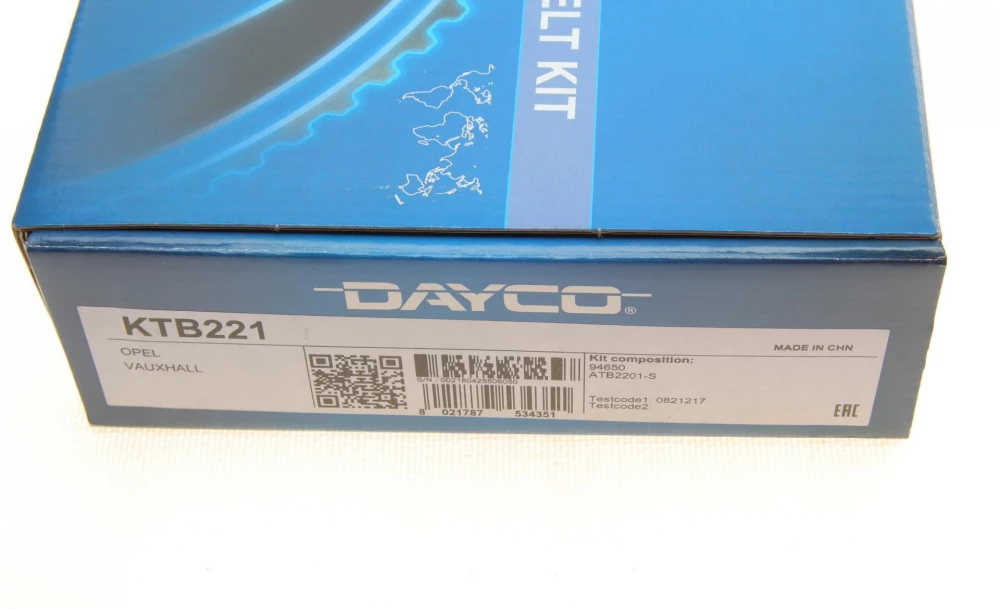 ELT KIT
DAYCO®
KTB221
MADE IN CHN
OPEL
VAUXHALL
S/N : 002180425506050
8 021787 534351
Kit composition:
94650
ATB2201-S
Testcode1: 0821217
Testcode2:
EAC